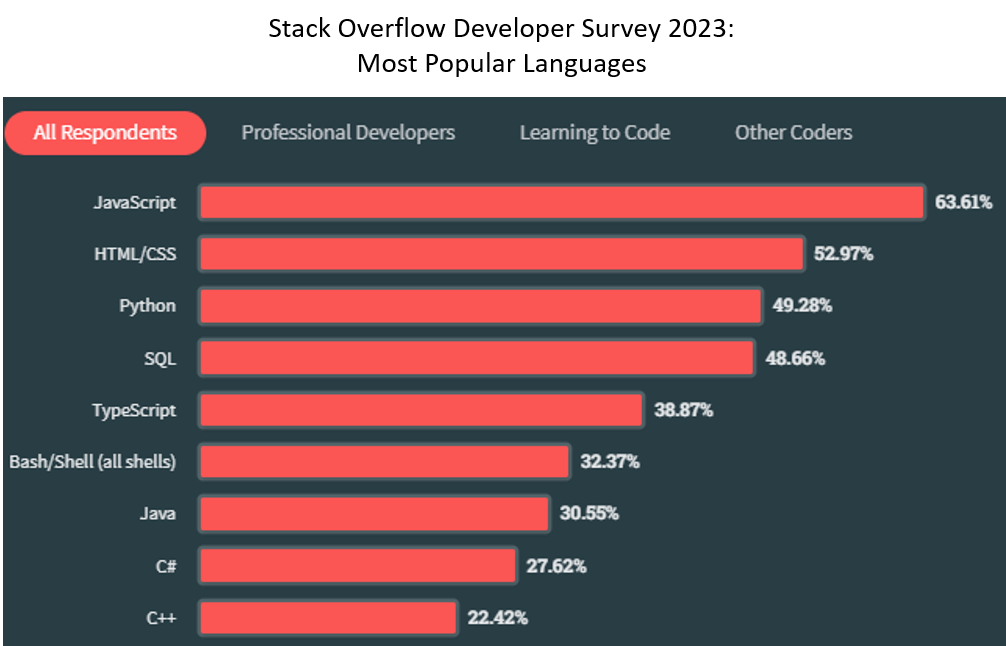 Stack Overflow Developer Survey 2023:
Most Popular Languages
All Respondents Professional Developers Learning to Code Other Coders
JavaScript 63.61%
HTML/CSS 52.97%
Python 49.28%
SQL 48.66%
TypeScript 38.87%
Bash/Shell (all shells) 32.37%
Java 30.55%
C# 27.62%
C++ 22.42%